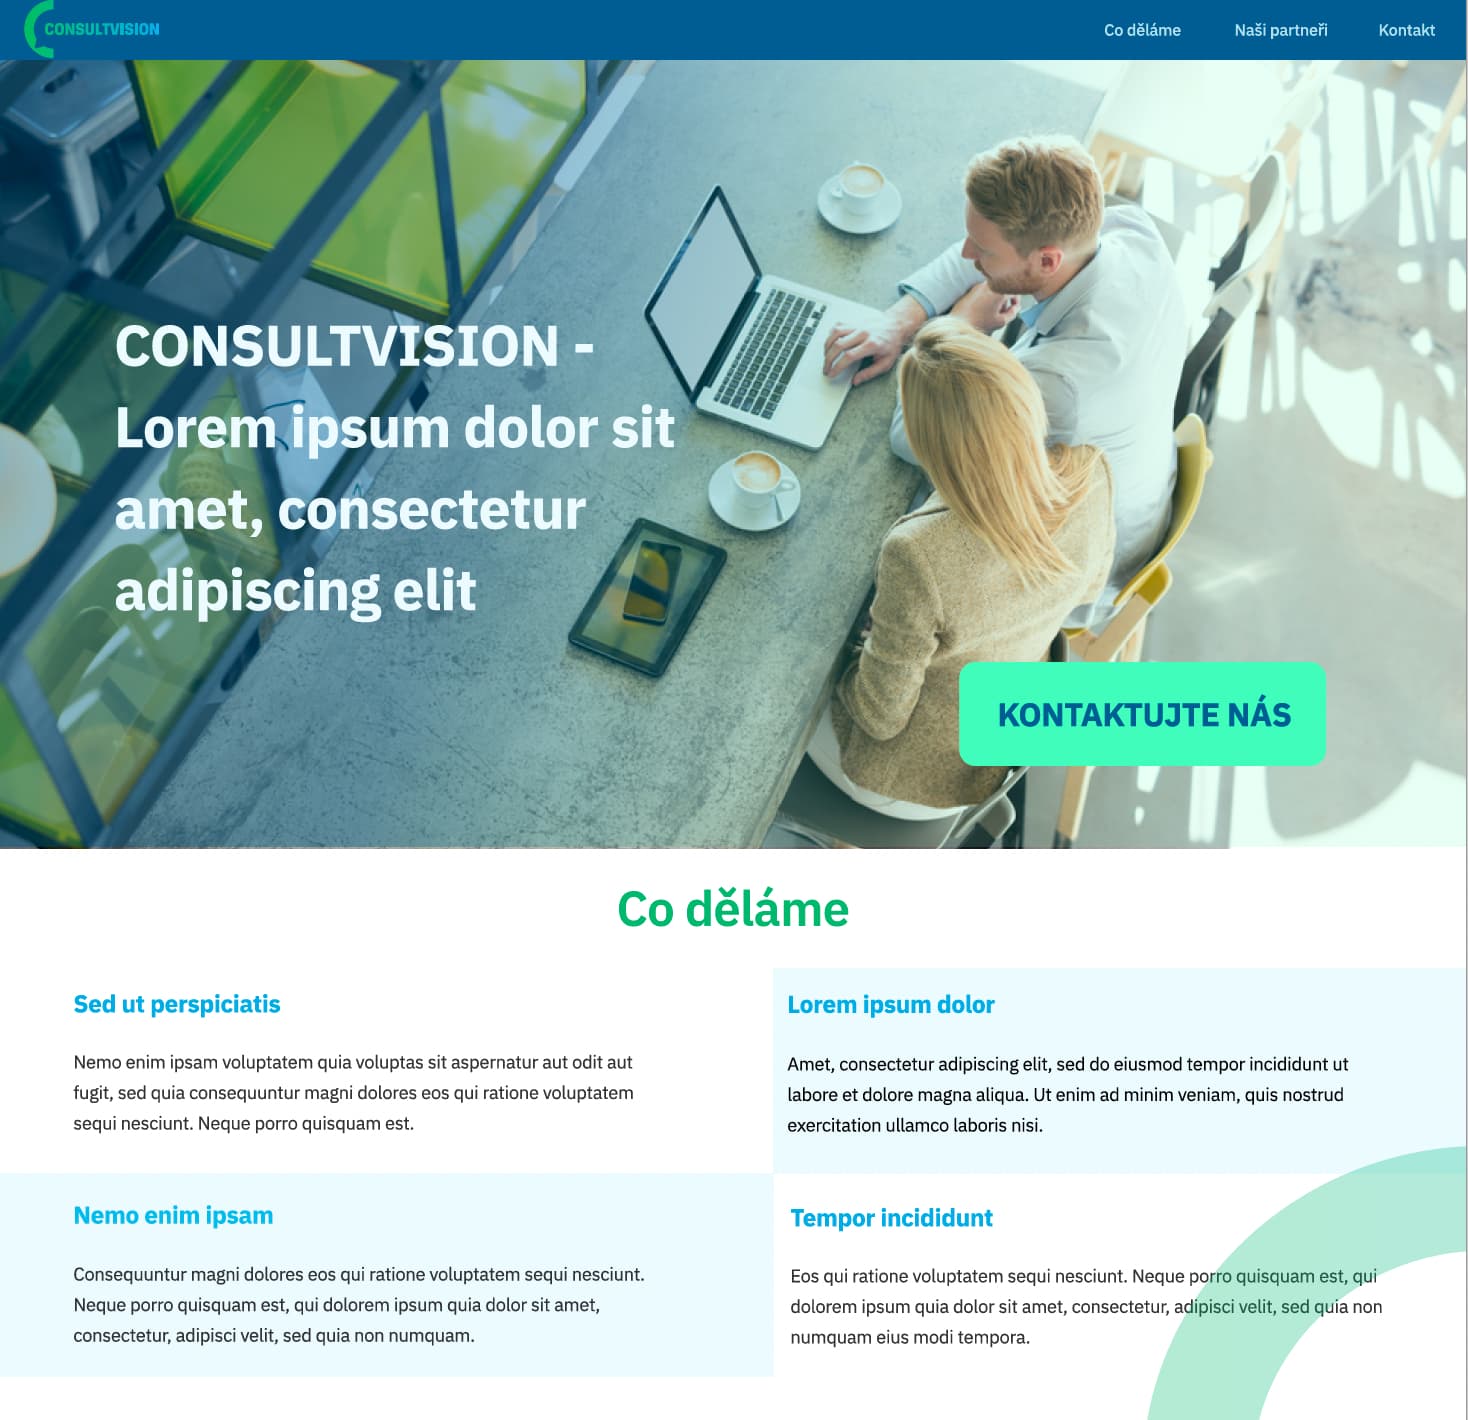 CONSULTVISION
Co děláme
Naši partneři
Kontakt
CONSULTVISION -
Lorem ipsum dolor sit
amet, consectetur
adipiscing elit
KONTAKTUJTE NÁS
Co děláme
Sed ut perspiciatis
Nemo enim ipsam voluptatem quia voluptas sit aspernatur aut odit aut
fugit, sed quia consequuntur magni dolores eos qui ratione voluptatem
sequi nesciunt. Neque porro quisquam est.
Lorem ipsum dolor
Amet, consectetur adipiscing elit, sed do eiusmod tempor incididunt ut
labore et dolore magna aliqua. Ut enim ad minim veniam, quis nostrud
exercitation ullamco laboris nisi.
Nemo enim ipsam
Consequuntur magni dolores eos qui ratione voluptatem sequi nesciunt.
Neque porro quisquam est, qui dolorem ipsum quia dolor sit amet,
consectetur, adipisci velit, sed quia non numquam.
Tempor incididunt
Eos qui ratione voluptatem sequi nesciunt. Neque porro quisquam est, qui
dolorem ipsum quia dolor sit amet, consectetur, adipisci velit, sed quia non
numquam eius modi tempora.